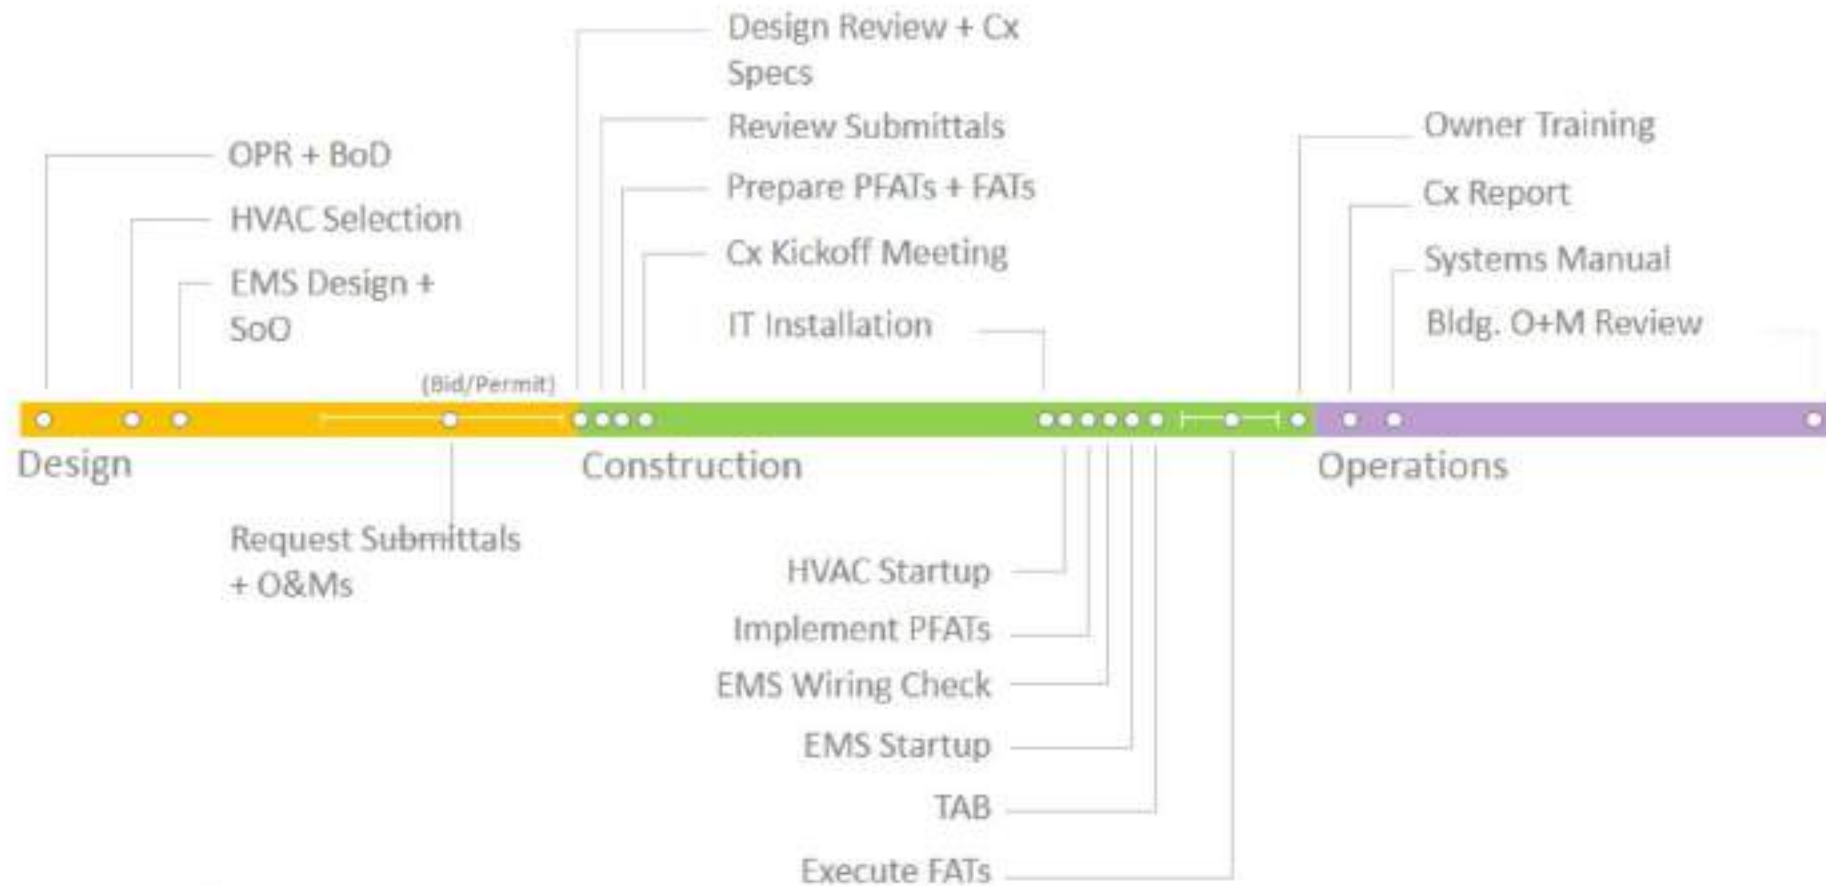 Design Review + Cx
Specs
Review Submittals
Prepare PFATs + FATs
Cx Kickoff Meeting
IT Installation
OPR + BoD
HVAC Selection
EMS Design +
SoO
Owner Training
Cx Report
Systems Manual
Bldg. O+M Review
(Bid/Permit)
Design
Construction
Operations
Request Submittals
+ O&Ms
HVAC Startup
Implement PFATs
EMS Wiring Check
EMS Startup
TAB
Execute FATs